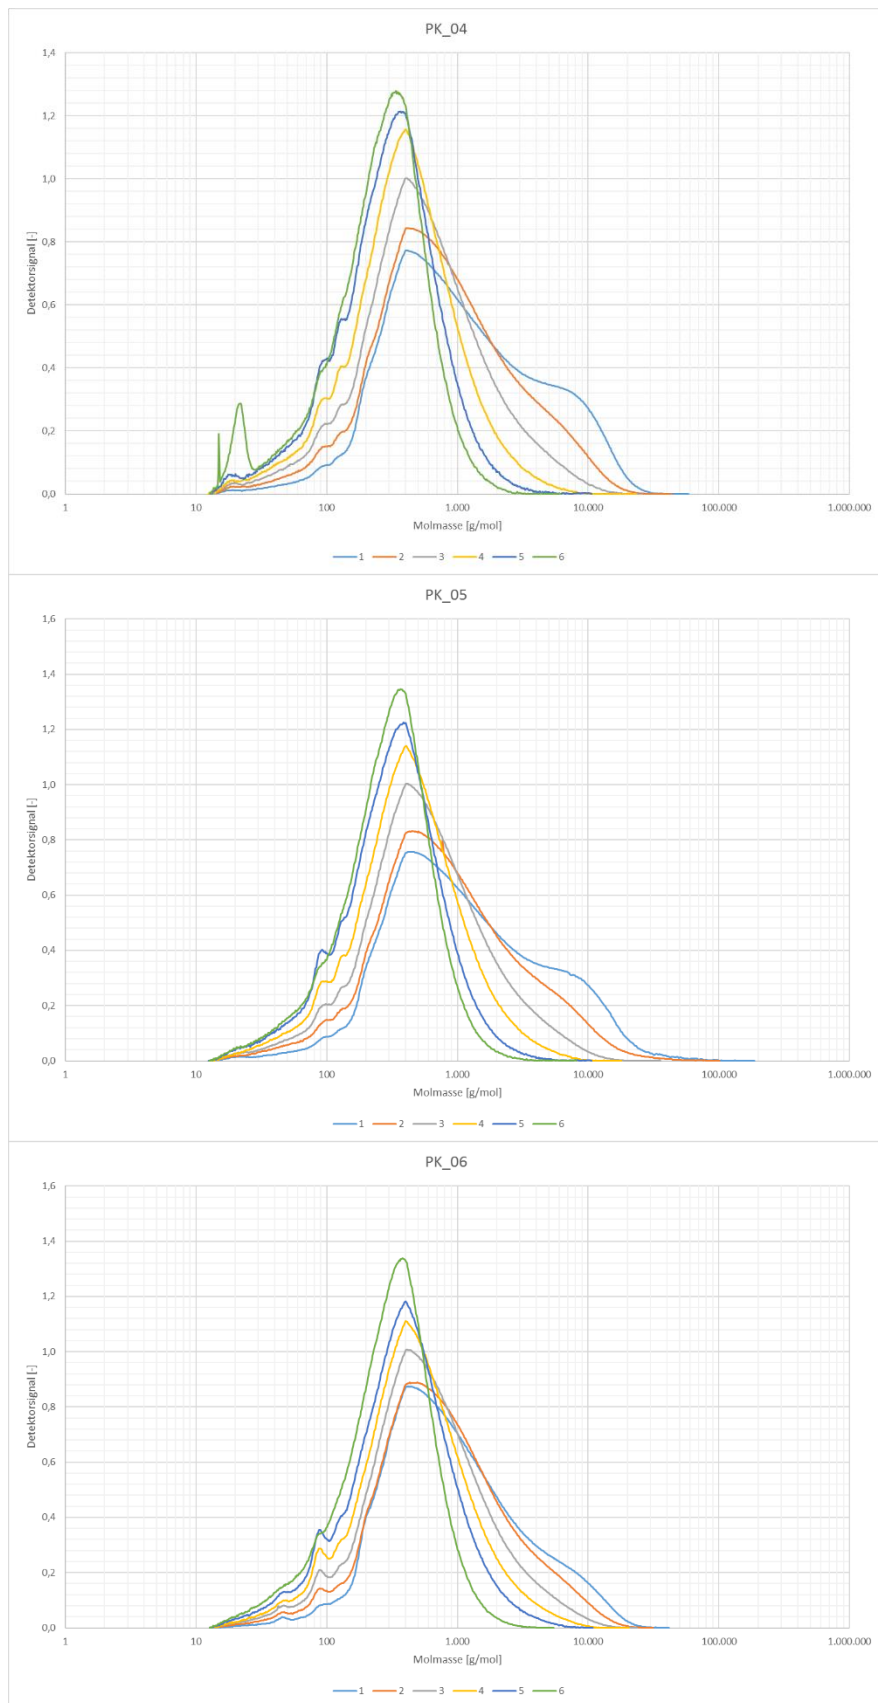 PK_04
1,4
1,2
1,0
0,8
0,6
0,4
0,2
0,0
Detektorsignal [-]
1 10 100 1.000 10.000 100.000 1.000.000
Molmasse [g/mol]
1 2 3 4 5 6
PK_05
1,6
1,4
1,2
1,0
0,8
0,6
0,4
0,2
0,0
Detektorsignal [-]
1 10 100 1.000 10.000 100.000 1.000.000
Molmasse [g/mol]
1 2 3 4 5 6
PK_06
1,6
1,4
1,2
1,0
0,8
0,6
0,4
0,2
0,0
Detektorsignal [-]
1 10 100 1.000 10.000 100.000 1.000.000
Molmasse [g/mol]
1 2 3 4 5 6